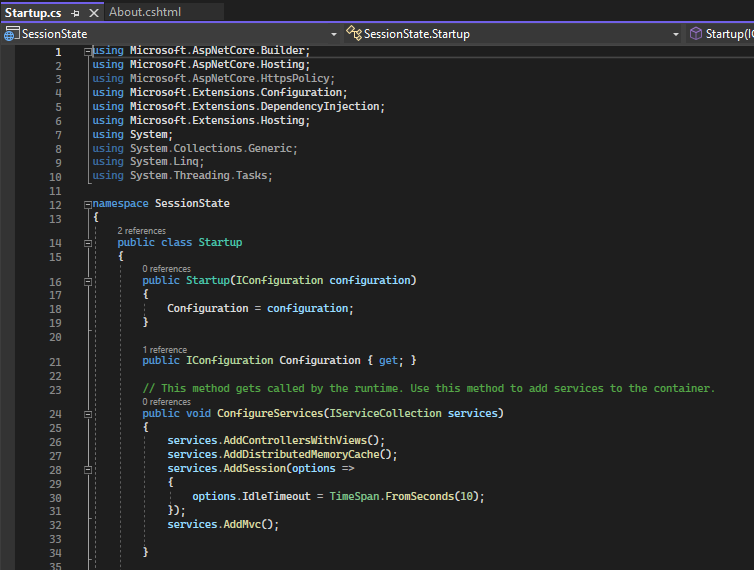 Startup.cs About.cshtml
SessionState SessionState.Startup Startup(IC
1 using Microsoft.AspNetCore.Builder;
2 using Microsoft.AspNetCore.Hosting;
3 using Microsoft.AspNetCore.HttpsPolicy;
4 using Microsoft.Extensions.Configuration;
5 using Microsoft.Extensions.DependencyInjection;
6 using Microsoft.Extensions.Hosting;
7 using System;
8 using System.Collections.Generic;
9 using System.Linq;
10 using System.Threading.Tasks;
11
12 namespace SessionState
13 {
2 references
14 public class Startup
15 {
0 references
16 public Startup(IConfiguration configuration)
17 {
18 Configuration = configuration;
19 }
20
1 reference
21 public IConfiguration Configuration { get; }
22
23 // This method gets called by the runtime. Use this method to add services to the container.
0 references
24 public void ConfigureServices(IServiceCollection services)
25 {
26 services.AddControllersWithViews();
27 services.AddDistributedMemoryCache();
28 services.AddSession(options =>
29 {
30 options.IdleTimeout = TimeSpan.FromSeconds(10);
31 });
32 services.AddMvc();
33
34 }
35